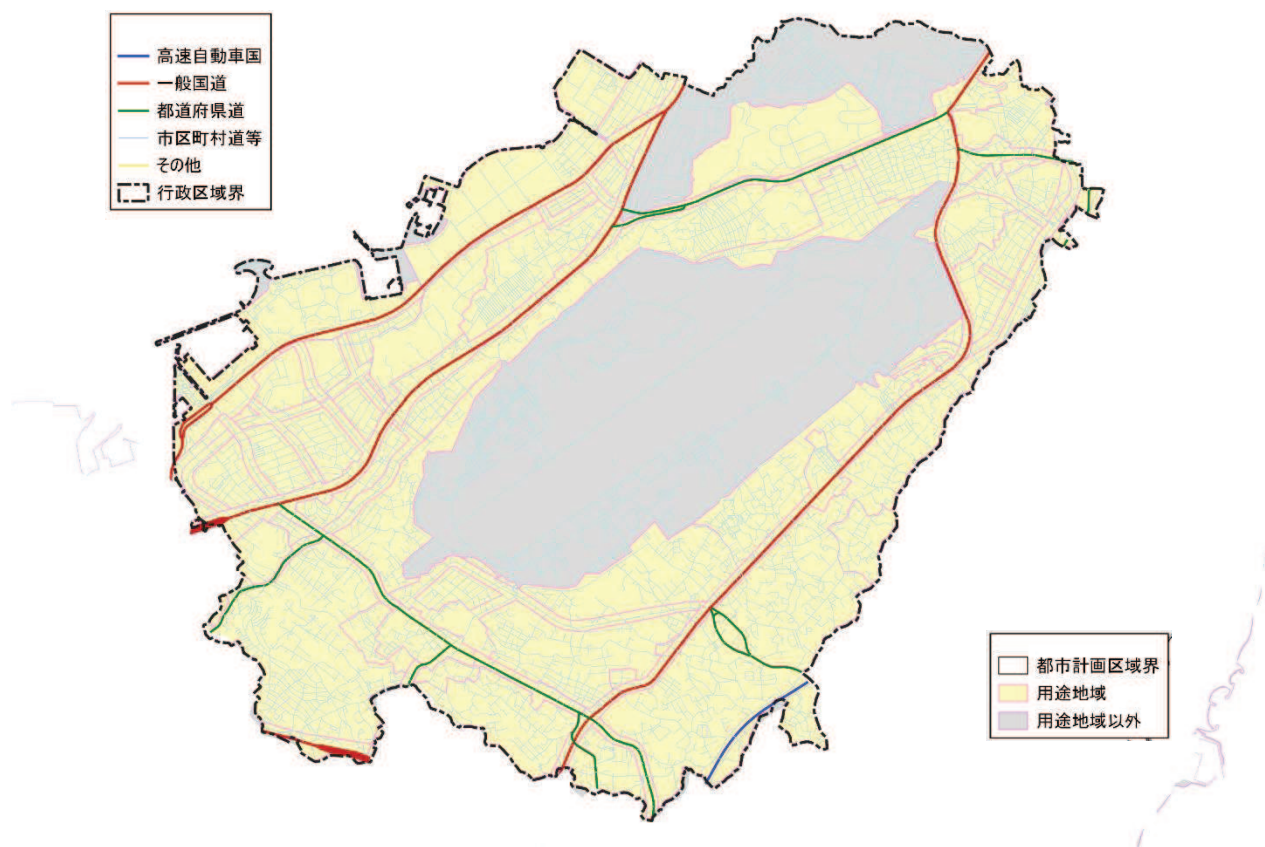 高速自動車国
一般国道
都道府県道
市区町村道等
その他
行政区域界
都市計画区域界
用途地域
用途地域以外